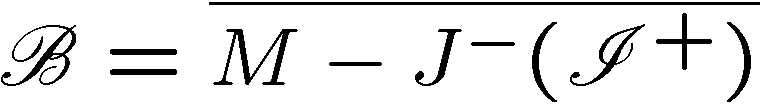 ℬ = \overline{M − J⁻(ℐ⁺)}